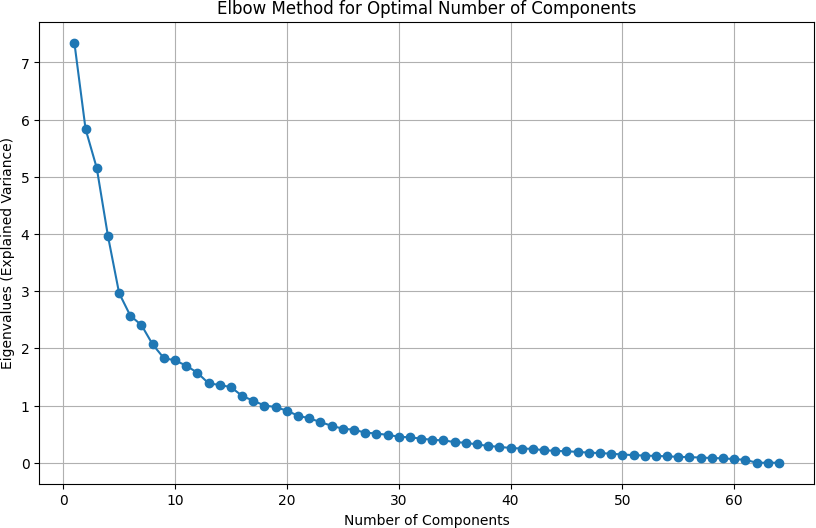 Elbow Method for Optimal Number of Components
Eigenvalues (Explained Variance)
7
6
5
4
3
2
1
0
0 10 20 30 40 50 60
Number of Components